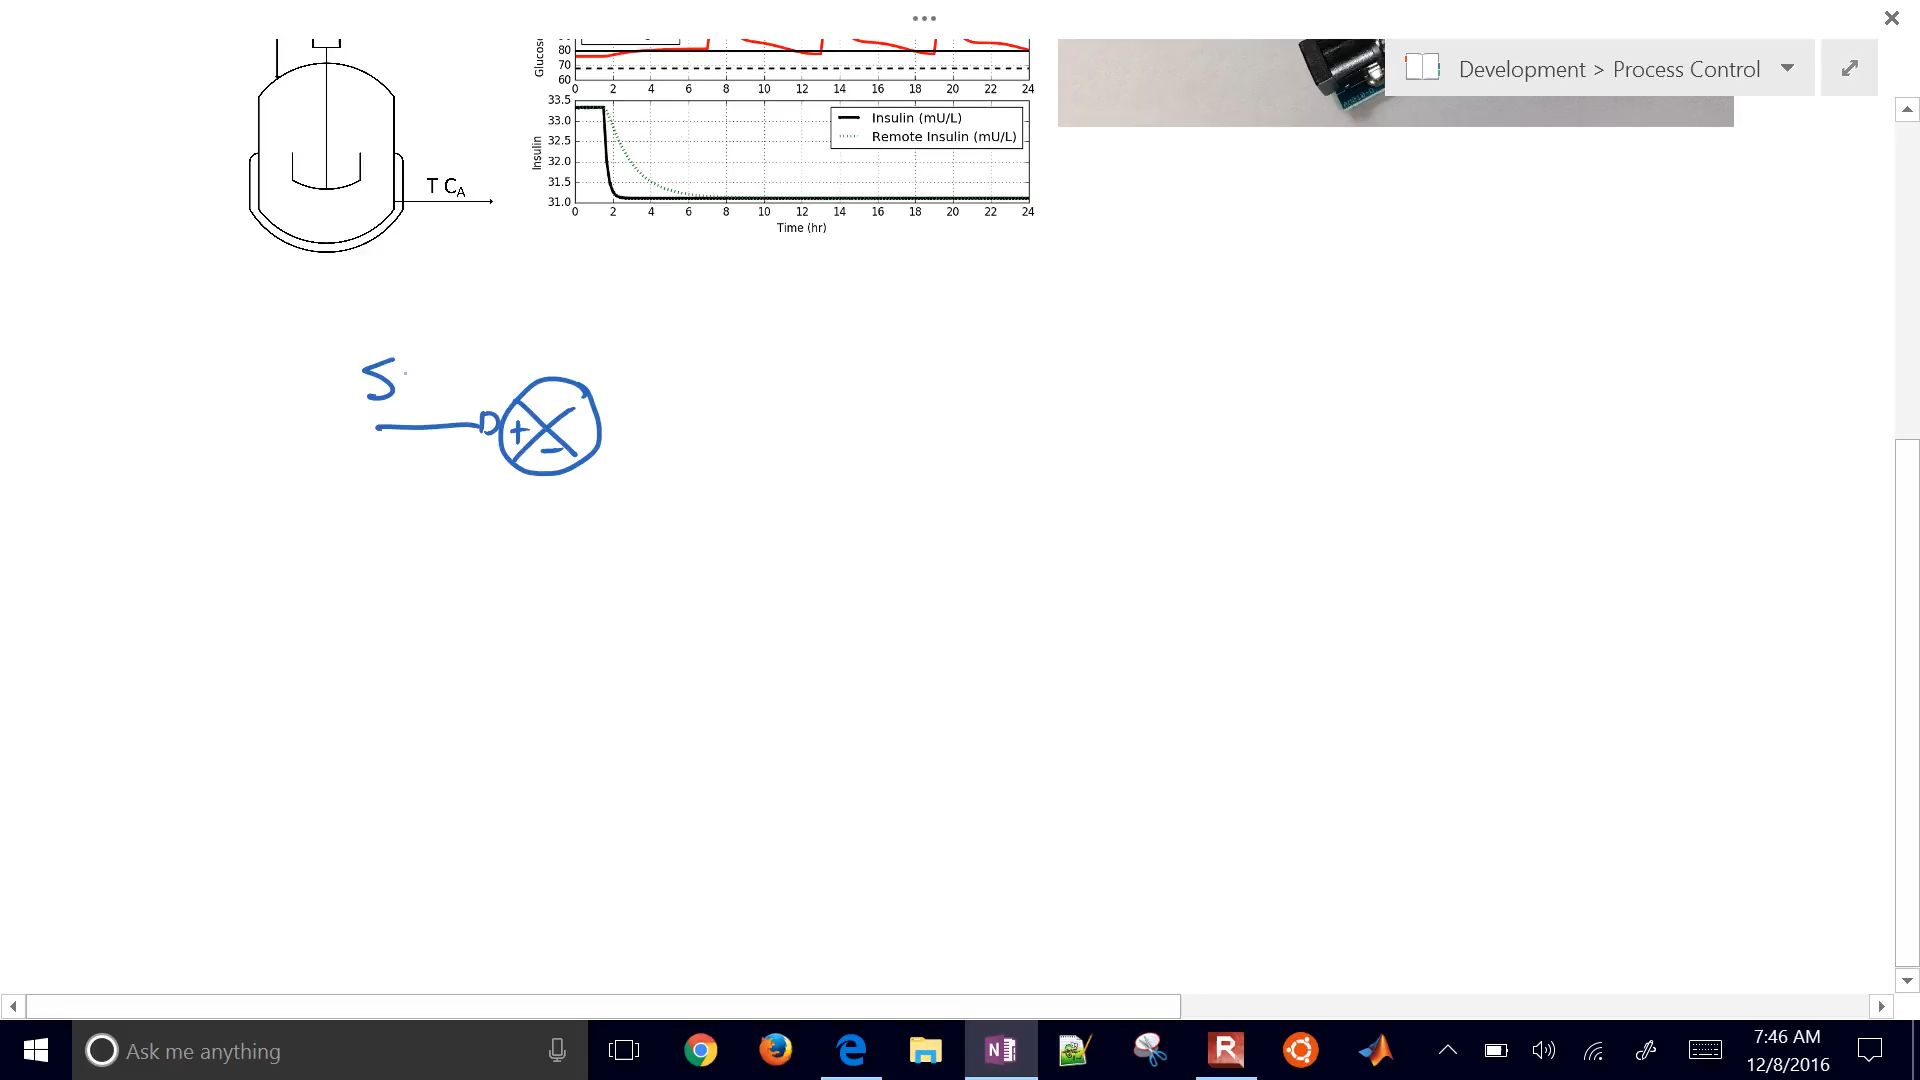 Development > Process Control
Glucos
80
70
60
0 2 4 6 8 10 12 14 16 18 20 22 24
33.5
33.0
32.5
32.0
31.5
31.0
Insulin
Insulin (mU/L)
Remote Insulin (mU/L)
0 2 4 6 8 10 12 14 16 18 20 22 24
Time (hr)
T CA
S
+
−
Ask me anything
N
R
7:46 AM
12/8/2016